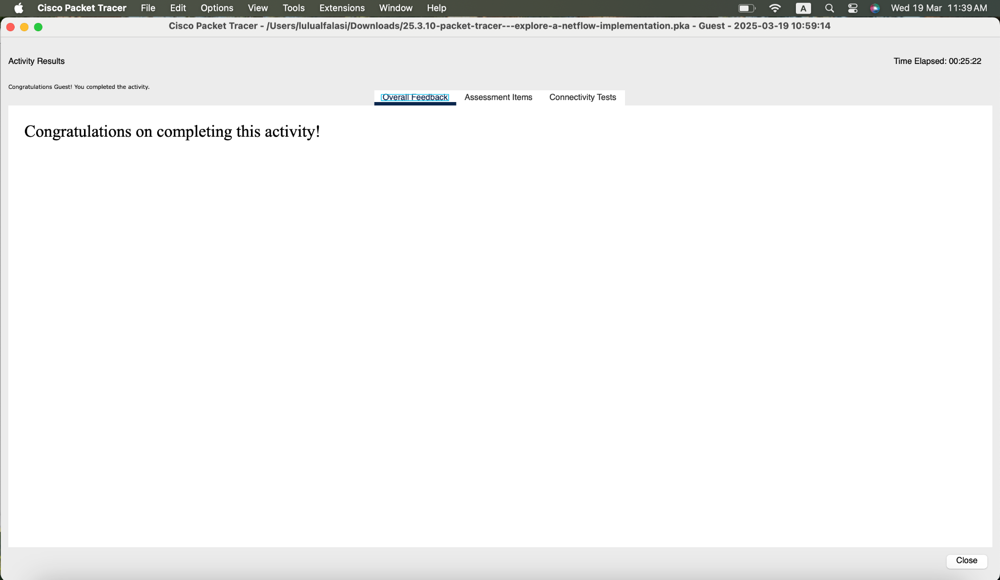 Cisco Packet Tracer File Edit Options View Tools Extensions Window Help A Wed 19 Mar 11:39 AM
Cisco Packet Tracer - /Users/lulualfalasi/Downloads/25.3.10-packet-tracer---explore-a-netflow-implementation.pka - Guest - 2025-03-19 10:59:14
Activity Results Time Elapsed: 00:25:22
Congratulations Guest! You completed the activity.
Overall Feedback Assessment Items Connectivity Tests
Congratulations on completing this activity!
Close